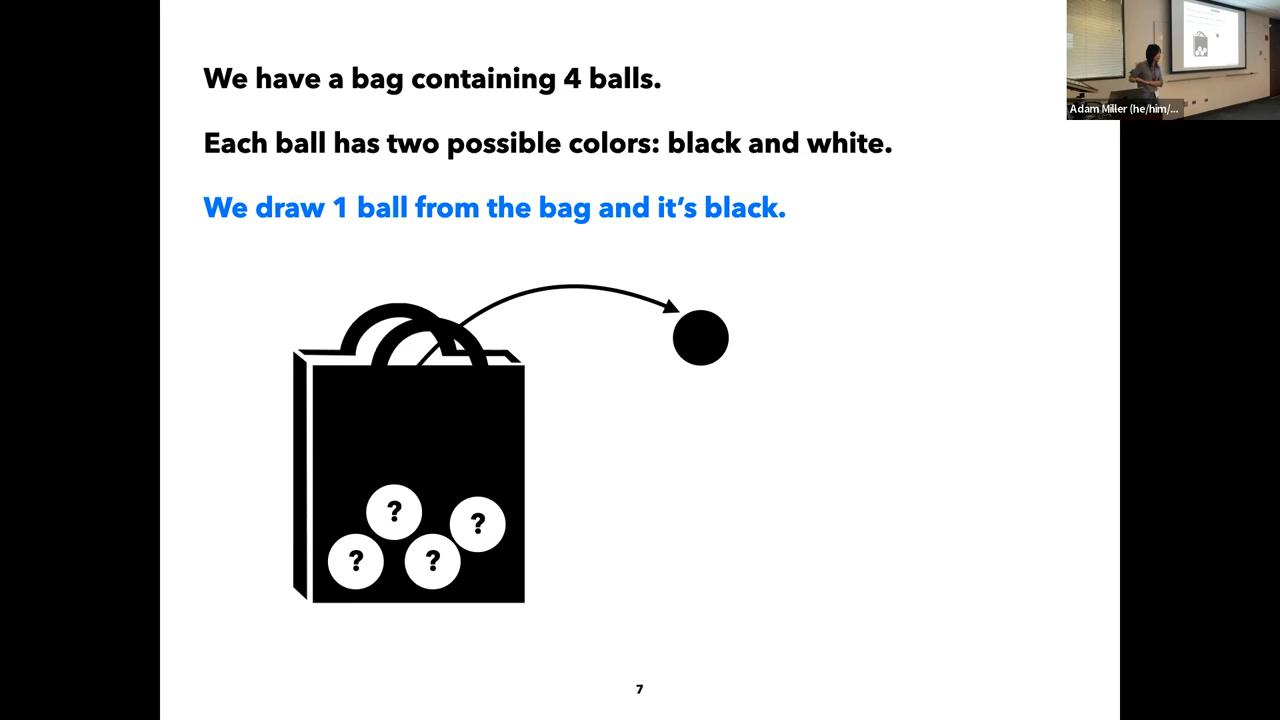 We have a bag containing 4 balls.
Each ball has two possible colors: black and white.
We draw 1 ball from the bag and it's black.
?
?
?
?
7
Adam Miller (he/him/...